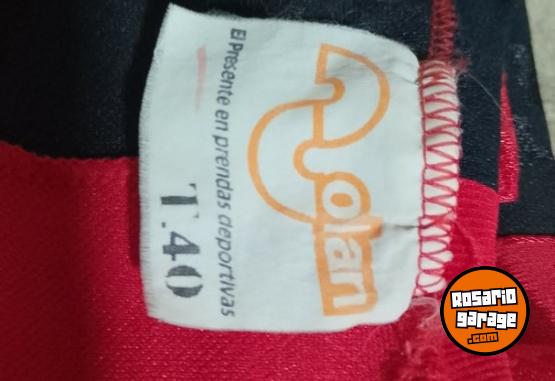 olan
El Presente en prendas deportivas
T.40
Rosario
garage
.com